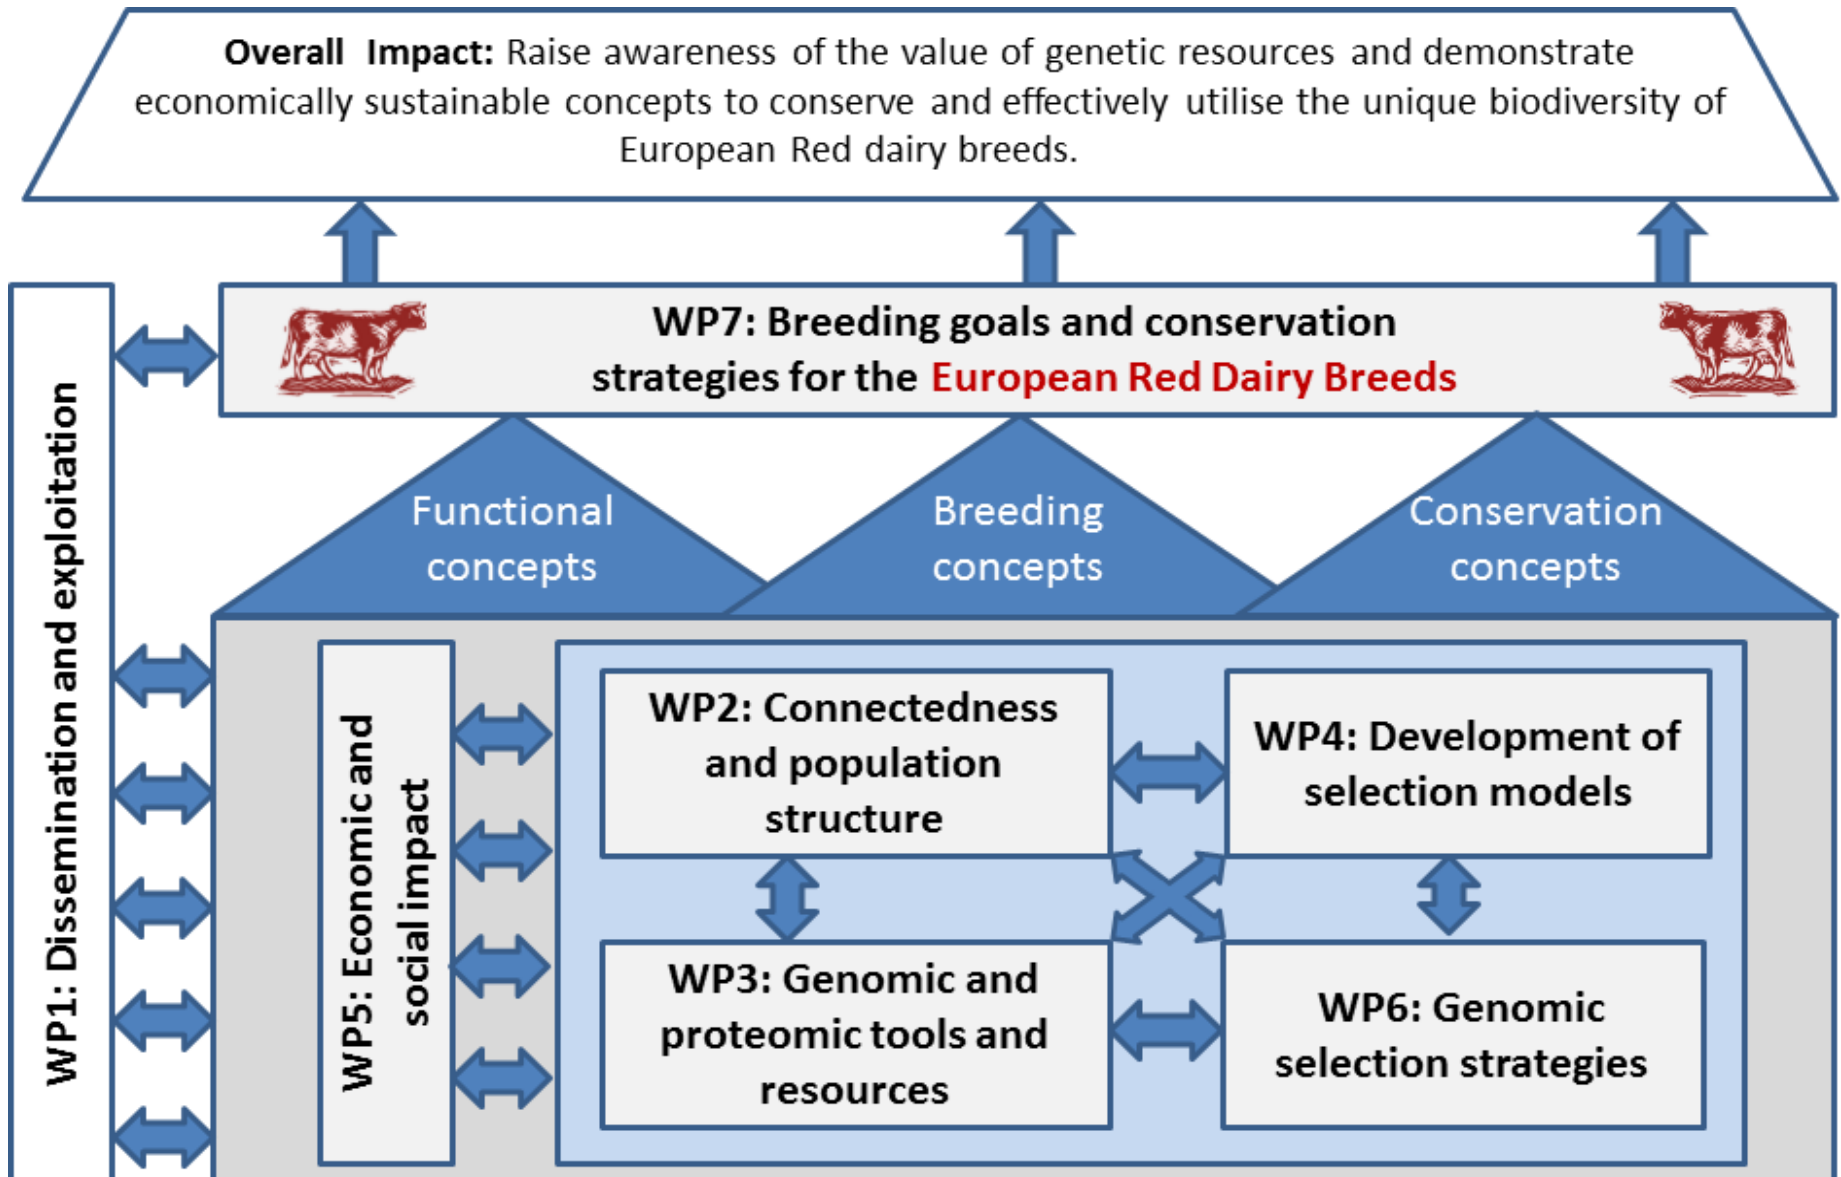 Overall Impact: Raise awareness of the value of genetic resources and demonstrate
economically sustainable concepts to conserve and effectively utilise the unique biodiversity of
European Red dairy breeds.
WP7: Breeding goals and conservation
strategies for the European Red Dairy Breeds
WP1: Dissemination and exploitation
Functional
concepts
Breeding
concepts
Conservation
concepts
WP5: Economic and
social impact
WP2: Connectedness
and population
structure
WP4: Development of
selection models
WP3: Genomic and
proteomic tools and
resources
WP6: Genomic
selection strategies